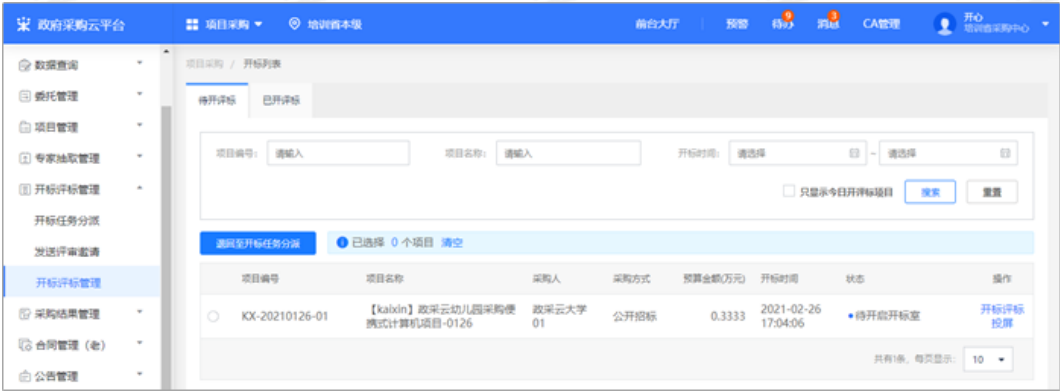 政府采购云平台
项目采购
培训省本级
前台大厅
预警
待办
9
消息
3
CA管理
开心
培训省采购中心
数据查询
委托管理
项目管理
专家抽取管理
开标评标管理
开标任务分派
发送评审邀请
开标评标管理
采购结果管理
合同管理（老）
公告管理
项目采购 / 开标列表
待开评标
已开评标
项目编号： 请输入
项目名称： 请输入
开标时间： 请选择 – 请选择
只显示今日开评标项目
搜索
重置
退回至开标任务分派
已选择 0 个项目 清空
项目编号 项目名称 采购人 采购方式 预算金额(万元) 开标时间 状态 操作
KX-20210126-01
【kaixin】政采云幼儿园采购便
携式计算机项目-0126
政采云大学
01
公开招标
0.3333
2021-02-26
17:04:06
待开启开标室
开标评标
投屏
共有1条，每页显示： 10